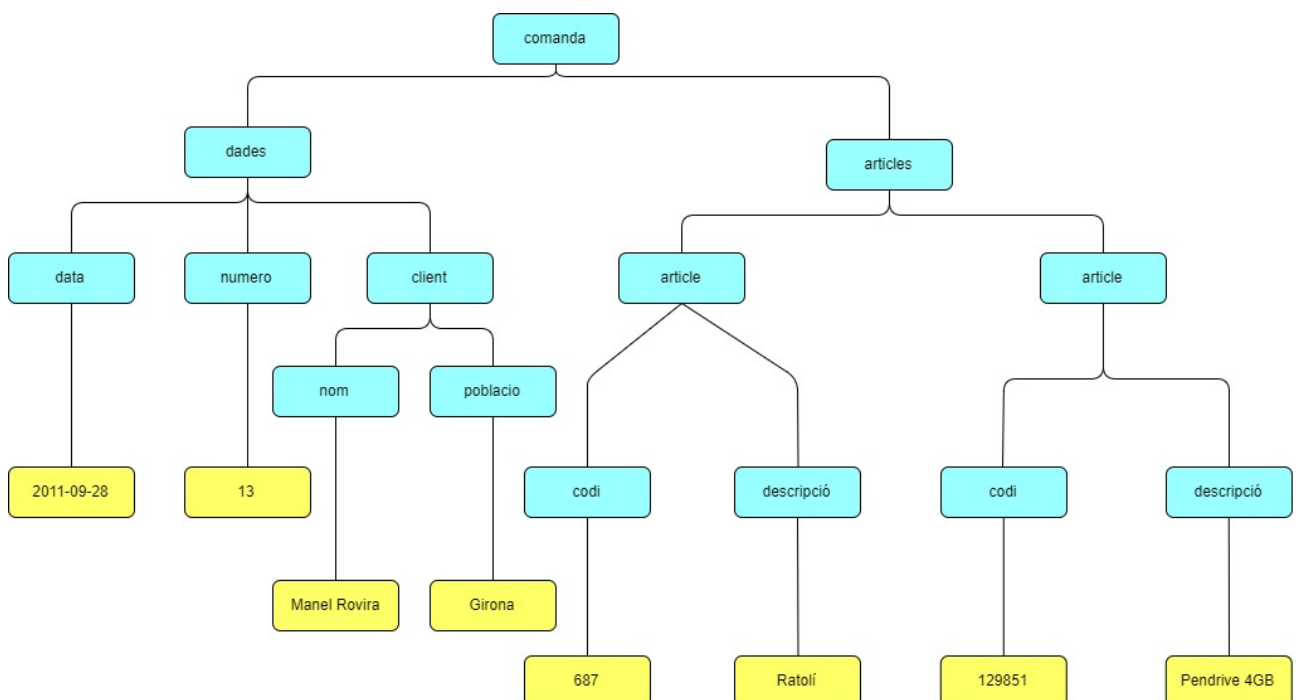 comanda
dades
articles
data
numero
client
article
article
nom
poblacio
2011-09-28
13
codi
descripció
codi
descripció
Manel Rovira
Girona
687
Ratolí
129851
Pendrive 4GB